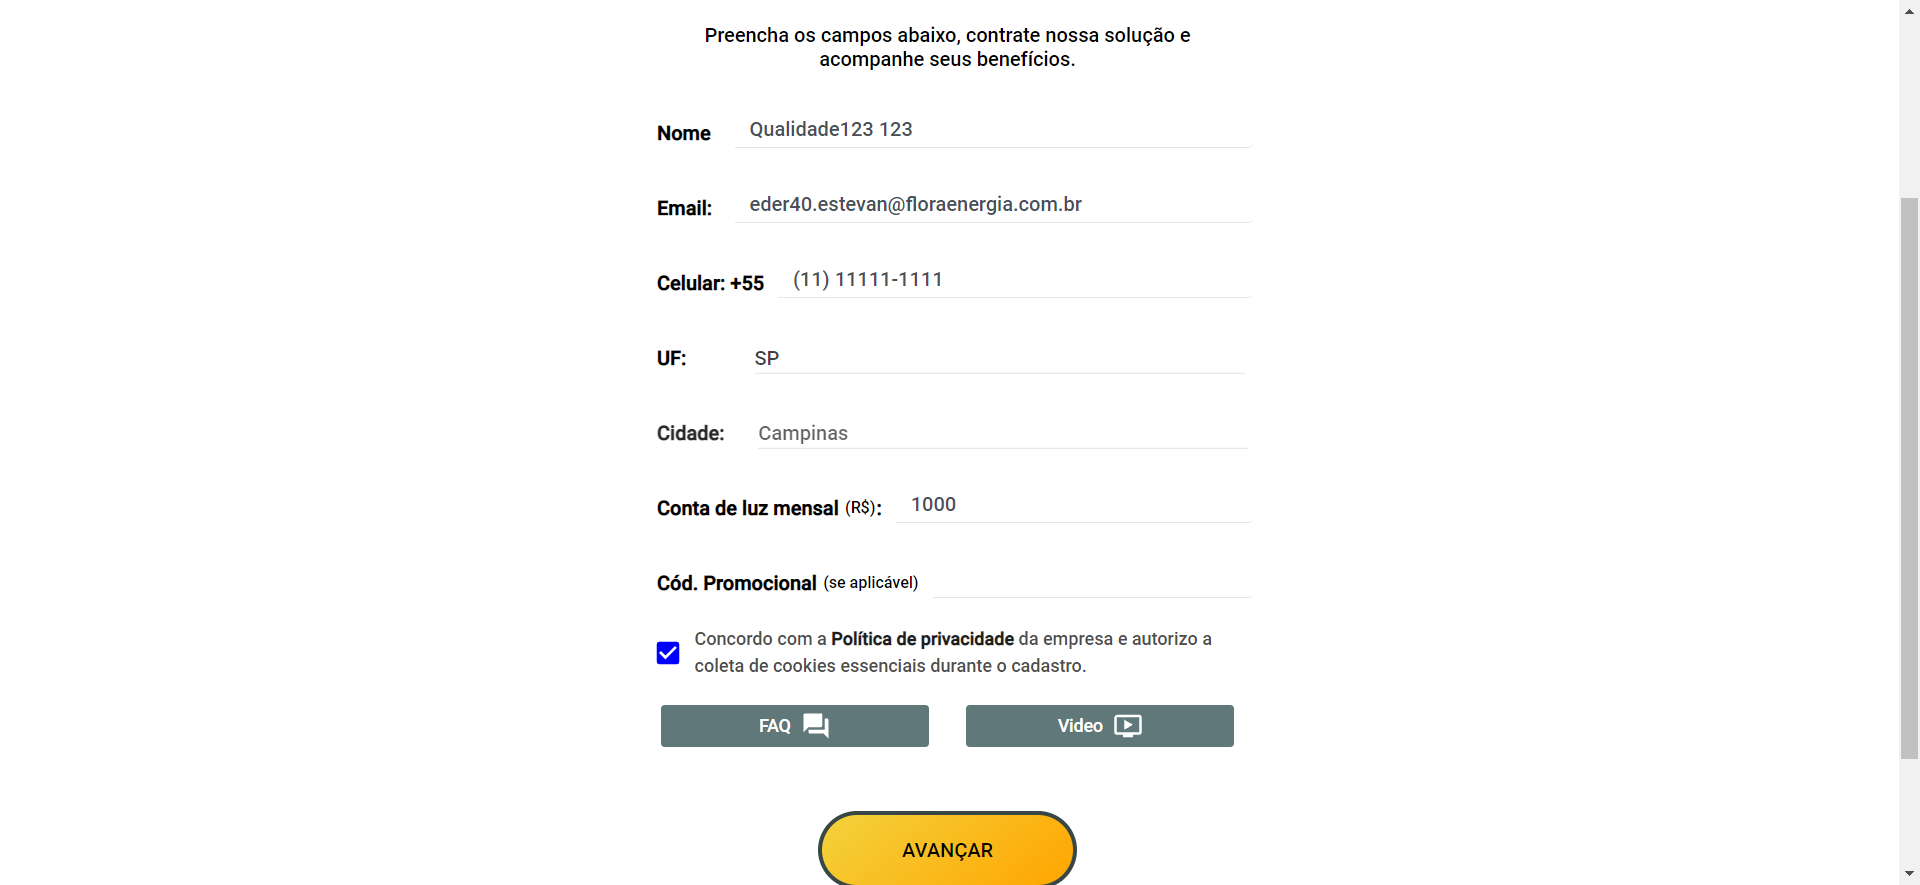 Preencha os campos abaixo, contrate nossa solução e
acompanhe seus benefícios.
Nome Qualidade123 123
Email: eder40.estevan@floraenergia.com.br
Celular: +55 (11) 11111-1111
UF: SP
Cidade: Campinas
Conta de luz mensal (R$): 1000
Cód. Promocional (se aplicável)
Concordo com a Política de privacidade da empresa e autorizo a
coleta de cookies essenciais durante o cadastro.
FAQ Video
AVANÇAR